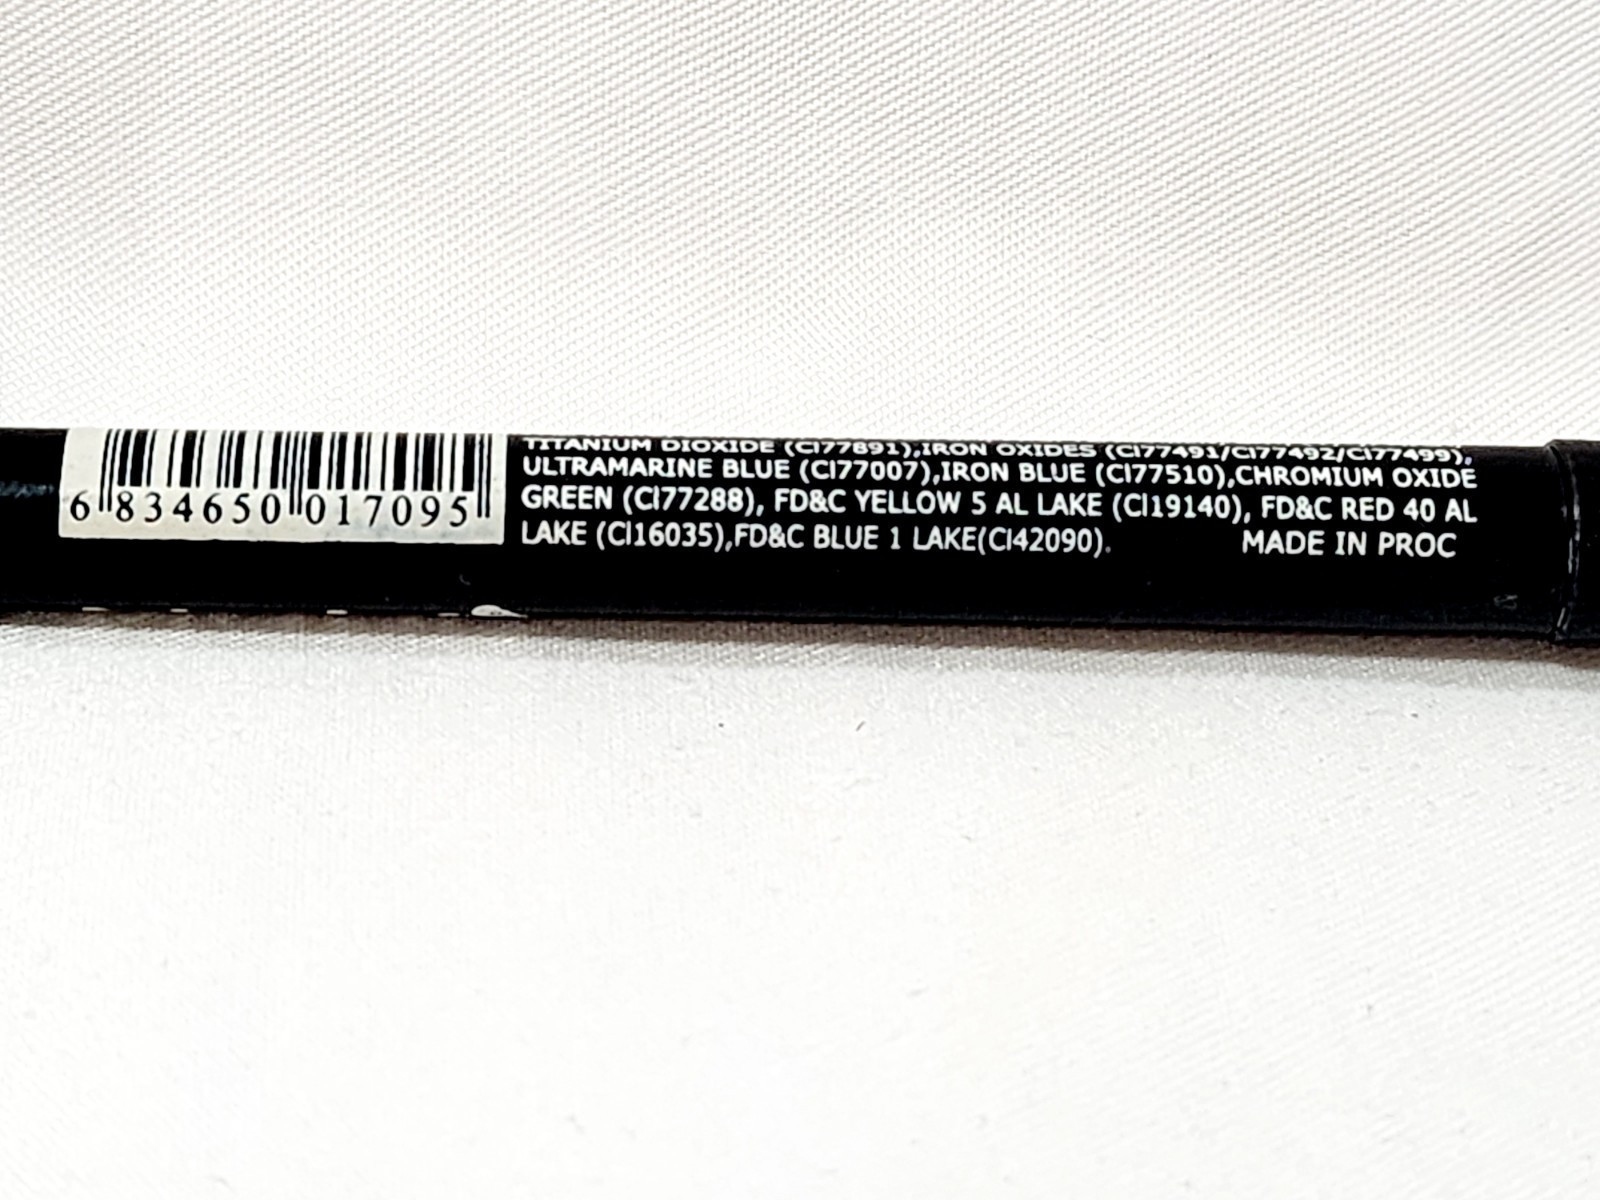 TITANIUM DIOXIDE (CI77891),IRON OXIDES (CI77491/CI77492/CI77499),
ULTRAMARINE BLUE (CI77007),IRON BLUE (CI77510),CHROMIUM OXIDE
GREEN (CI77288), FD&C YELLOW 5 AL LAKE (CI19140), FD&C RED 40 AL
LAKE (CI16035),FD&C BLUE 1 LAKE(CI42090). MADE IN PROC
6 834650 017095